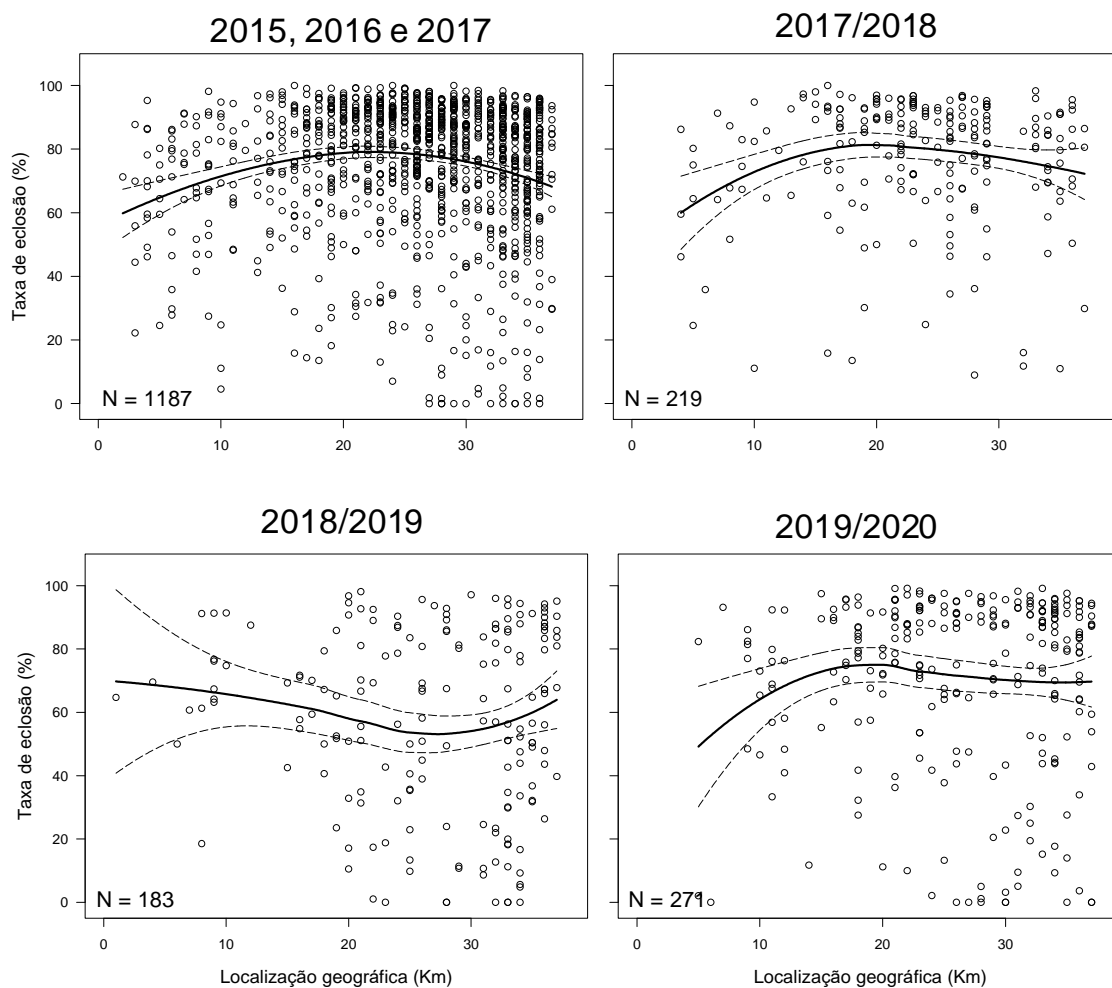 2015, 2016 e 2017
2017/2018
Taxa de eclosão (%)
100
80
60
40
20
0
N = 1187
N = 219
0 10 20 30
0 10 20 30
2018/2019
2019/2020
Taxa de eclosão (%)
100
80
60
40
20
0
N = 183
N = 271
0 10 20 30
0 10 20 30
Localização geográfica (Km)
Localização geográfica (Km)